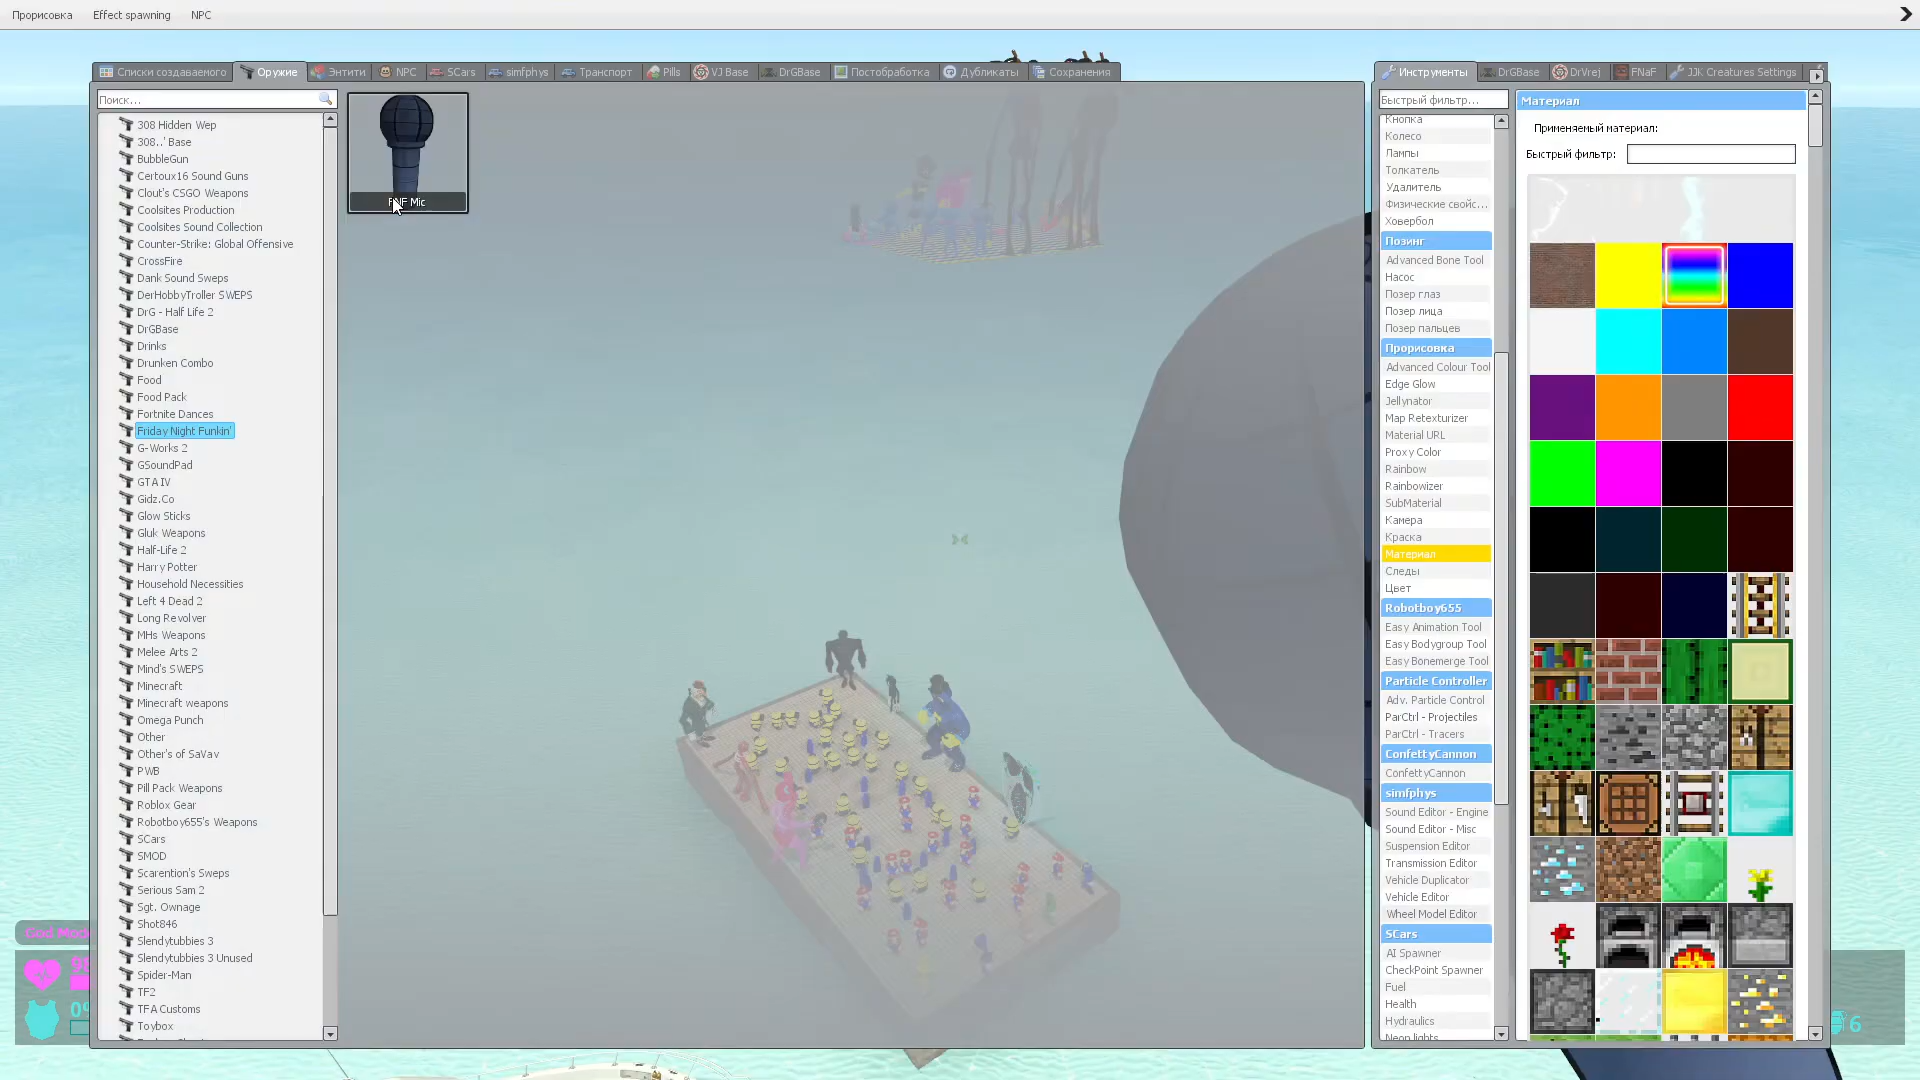 Прорисовка Effect spawning NPC
Списки создаваемого Оружие Энтити NPC SCars simfphys Транспорт Pills VJ Base DrGBase Постобработка Дубликаты Сохранения
Поиск...
308 Hidden Wep
308..' Base
BubbleGun
Certoux16 Sound Guns
Clout's CSGO Weapons
Coolsites Production
Coolsites Sound Collection
Counter-Strike: Global Offensive
CrossFire
Dank Sound Sweps
DerHobbyTroller SWEPS
DrG - Half Life 2
DrGBase
Drinks
Drunken Combo
Food
Food Pack
Fortnite Dances
Friday Night Funkin'
G-Works 2
GSoundPad
GTA IV
Gidz.Co
Glow Sticks
Gluk Weapons
Half-Life 2
Harry Potter
Household Necessities
Left 4 Dead 2
Long Revolver
MHs Weapons
Melee Arts 2
Mind's SWEPS
Minecraft
Minecraft weapons
Omega Punch
Other
Other's of SaVav
PWB
Pill Pack Weapons
Roblox Gear
Robotboy655's Weapons
SCars
SMOD
Scarention's Sweps
Serious Sam 2
Sgt. Ownage
Shot846
Slendytubbies 3
Slendytubbies 3 Unused
Spider-Man
TF2
TFA Customs
Toybox
FNF Mic
Инструменты DrGBase DrVrej FNaF JJK Creatures Settings
Быстрый фильтр...
Кнопка
Колесо
Лампы
Толкатель
Удалитель
Физические свойс...
Ховербол
Позинг
Advanced Bone Tool
Насос
Позер глаз
Позер лица
Позер пальцев
Прорисовка
Advanced Colour Tool
Edge Glow
Jellynator
Map Retexturizer
Material URL
Proxy Color
Rainbow
Rainbowizer
SubMaterial
Камера
Краска
Материал
Следы
Цвет
Robotboy655
Easy Animation Tool
Easy Bodygroup Tool
Easy Bonemerge Tool
Particle Controller
Adv. Particle Control
ParCtrl - Projectiles
ParCtrl - Tracers
ConfettyCannon
ConfettyCannon
simfphys
Sound Editor - Engine
Sound Editor - Misc
Suspension Editor
Transmission Editor
Vehicle Duplicator
Vehicle Editor
Wheel Model Editor
SCars
AI Spawner
CheckPoint Spawner
Fuel
Health
Hydraulics
Neon lights
Материал
Применяемый материал:
Быстрый фильтр:
God Mod
0%
6